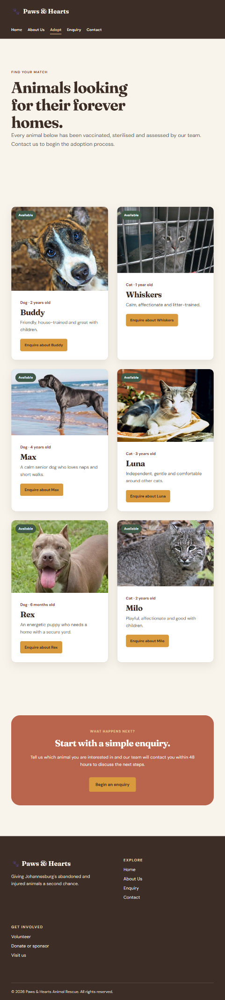 Paws & Hearts
Home About Us Adopt Enquiry Contact
FIND YOUR MATCH
Animals looking
for their forever
homes.
Every animal below has been vaccinated, sterilised and assessed by our team.
Contact us to begin the adoption process.
Available
Dog · 2 years old
Buddy
Friendly, house-trained and great with
children.
Enquire about Buddy
Available
Cat · 1 year old
Whiskers
Calm, affectionate and litter-trained.
Enquire about Whiskers
Available
Dog · 4 years old
Max
A calm senior dog who loves naps and
short walks.
Enquire about Max
Available
Cat · 3 years old
Luna
Independent, gentle and comfortable
around other cats.
Enquire about Luna
Available
Dog · 6 months old
Rex
An energetic puppy who needs a
home with a secure yard.
Enquire about Rex
Available
Cat · 2 years old
Milo
Playful, affectionate and good with
children.
Enquire about Milo
WHAT HAPPENS NEXT?
Start with a simple enquiry.
Tell us which animal you are interested in and our team will contact you within 48
hours to discuss the next steps.
Begin an enquiry
Paws & Hearts
Giving Johannesburg's abandoned and
injured animals a second chance.
EXPLORE
Home
About Us
Enquiry
Contact
GET INVOLVED
Volunteer
Donate or sponsor
Visit us
© 2026 Paws & Hearts Animal Rescue. All rights reserved.